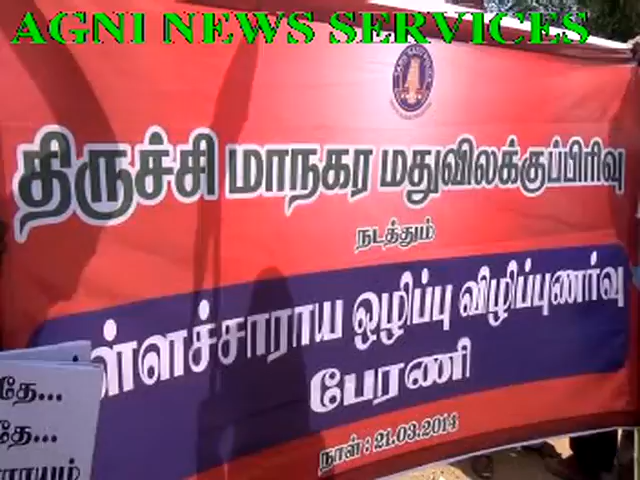 AGNI NEWS SERVICES
திருச்சி மாநகர மதுவிலக்குப்பிரிவு
நடத்தும்
ள்ளச்சாராய ஒழிப்பு விழிப்புணர்வு
பேரணி
நாள் : 21.03.2014
தே...
தே...
ராயம்